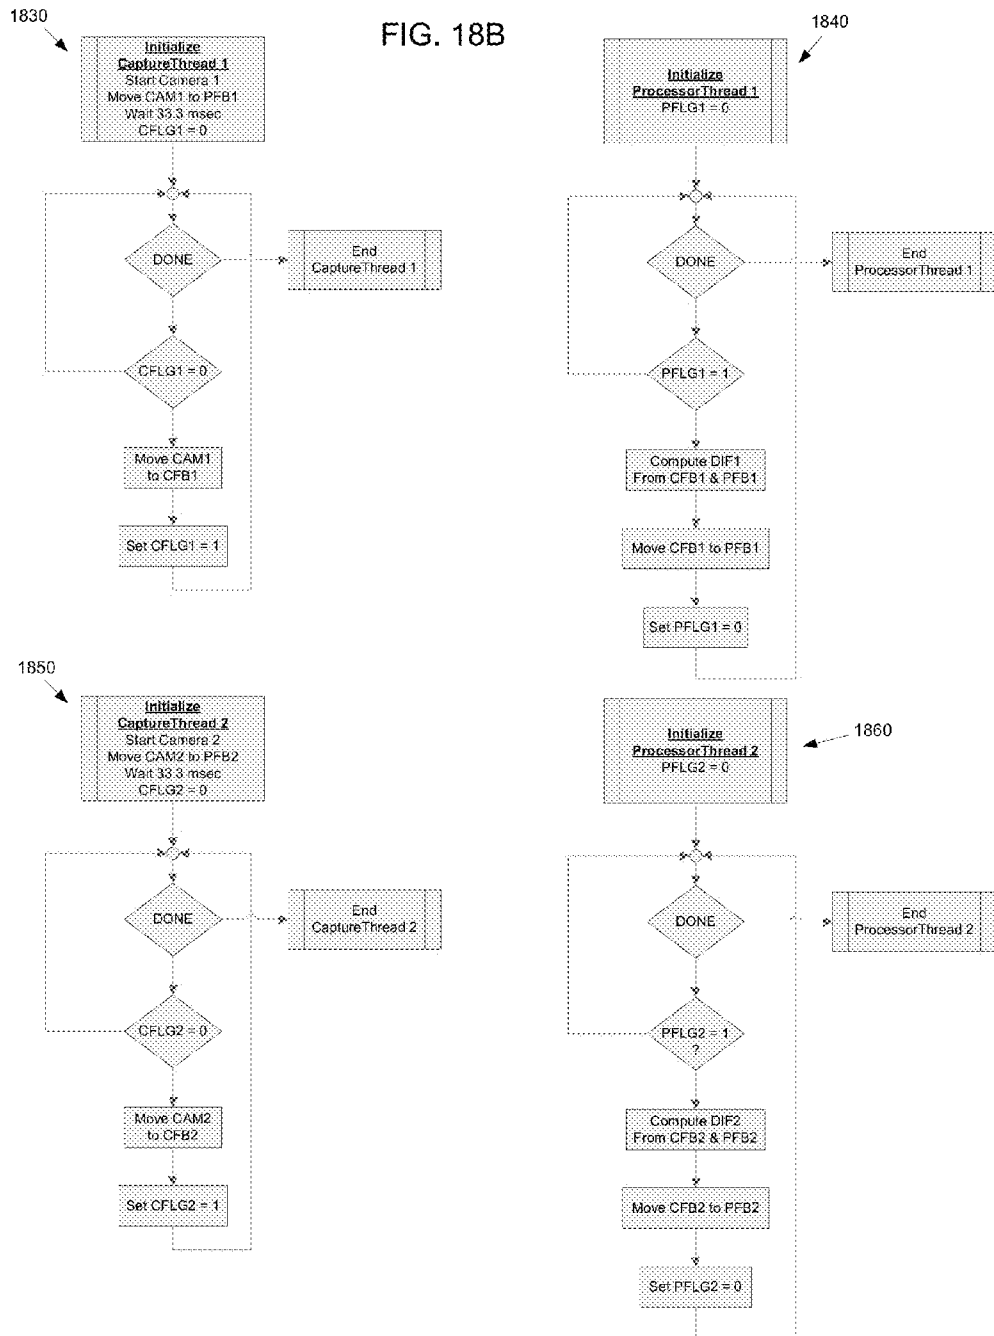 FIG. 18B
1830
Initialize
CaptureThread 1
Start Camera 1
Move CAM1 to PFB1
Wait 33.3 msec
CFLG1 = 0
DONE
End
CaptureThread 1
CFLG1 = 0
Move CAM1
to CFB1
Set CFLG1 = 1
1840
Initialize
ProcessorThread 1
PFLG1 = 0
DONE
End
ProcessorThread 1
PFLG1 = 1
Compute DIF1
From CFB1 & PFB1
Move CFB1 to PFB1
Set PFLG1 = 0
1850
Initialize
CaptureThread 2
Start Camera 2
Move CAM2 to PFB2
Wait 33.3 msec
CFLG2 = 0
DONE
End
CaptureThread 2
CFLG2 = 0
Move CAM2
to CFB2
Set CFLG2 = 1
1860
Initialize
ProcessorThread 2
PFLG2 = 0
DONE
End
ProcessorThread 2
PFLG2 = 1
?
Compute DIF2
From CFB2 & PFB2
Move CFB2 to PFB2
Set PFLG2 = 0